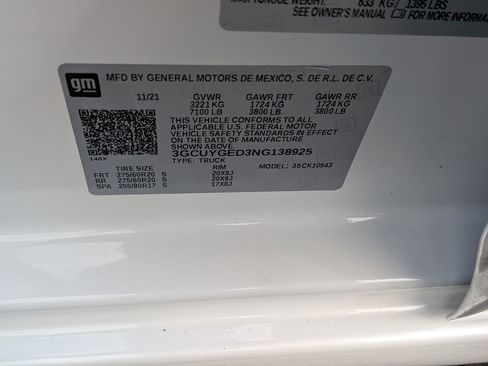 MAX TONGUE WEIGHT: 633 KG / 1395 LBS
SEE OWNER'S MANUAL FOR MORE INFORMA
gm
MFD BY GENERAL MOTORS DE MEXICO, S. DE R.L. DE C.V.
11/21 GVWR GAWR FRT GAWR RR
3221 KG 1724 KG 1724 KG
7100 LB 3800 LB 3800 LB
THIS VEHICLE CONFORMS TO ALL
APPLICABLE U.S. FEDERAL MOTOR
VEHICLE SAFETY STANDARDS IN EFFECT
ON THE DATE OF MANUFACTURE
SHOWN ABOVE.
3GCUYGED3NG138925
140X TYPE: TRUCK 35CK10543
TIRE SIZE RIM
FRT 275/60R20 S 20X9J
RR 275/60R20 S 20X9J
SPA 255/80R17 S 17X8J